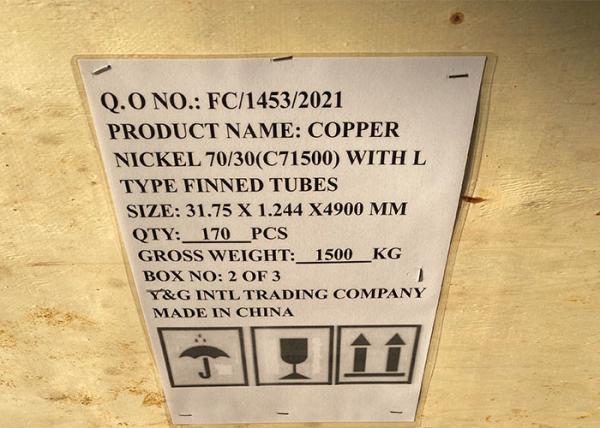 Q.O NO.: FC/1453/2021
PRODUCT NAME: COPPER
NICKEL 70/30(C71500) WITH L
TYPE FINNED TUBES
SIZE: 31.75 X 1.244 X4900 MM
QTY: 170 PCS
GROSS WEIGHT: 1500 KG
BOX NO: 2 OF 3
Y&G INTL TRADING COMPANY
MADE IN CHINA